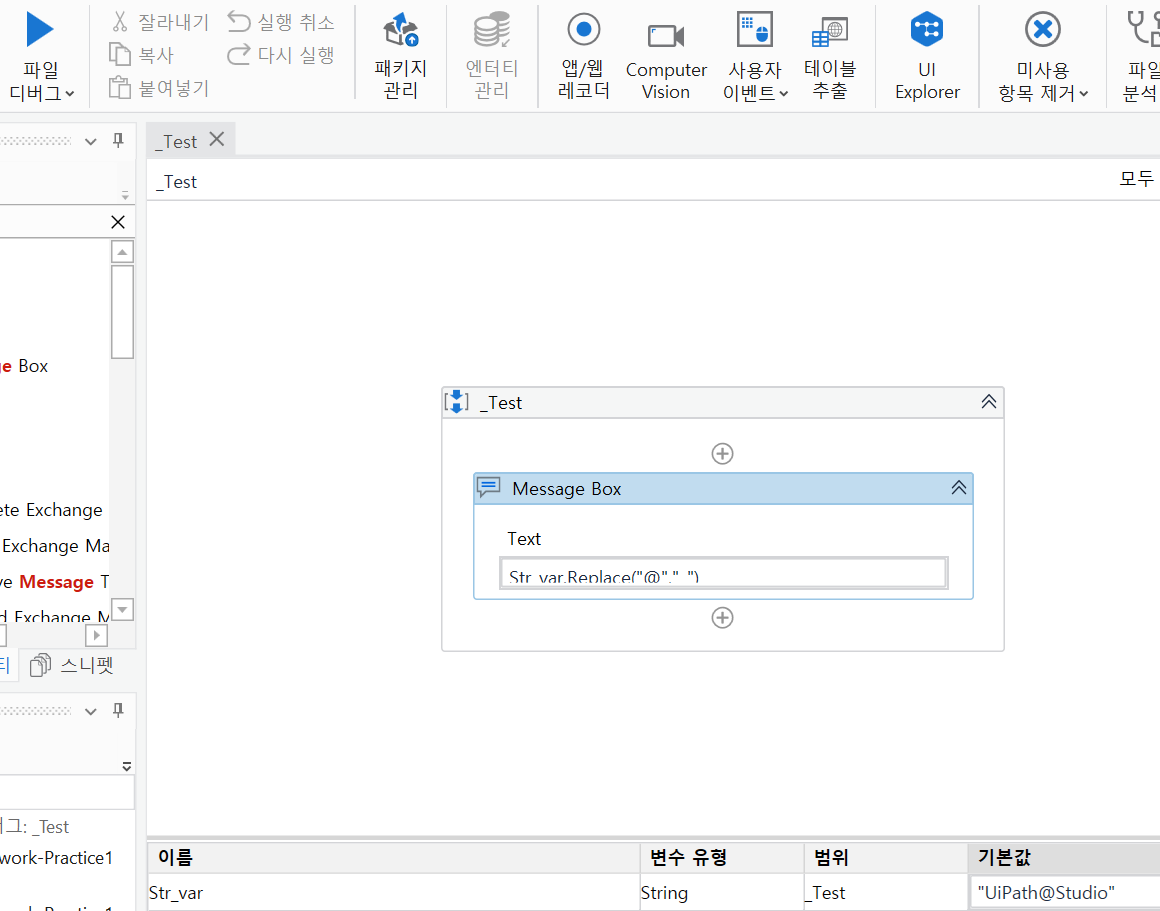 파일
디버그
잘라내기
복사
붙여넣기
실행 취소
다시 실행
패키지
관리
엔터티
관리
앱/웹
레코더
Computer
Vision
사용자
이벤트
테이블
추출
UI
Explorer
미사용
항목 제거
파일
분석
_Test
_Test
모두
ge Box
ete Exchange
Exchange Ma
ve Message T
d Exchange M
티
스니펫
그: _Test
work-Practice1
_Test
Message Box
Text
Str_var.Replace("@","_")
이름 변수 유형 범위 기본값
Str_var String _Test "UiPath@Studio"